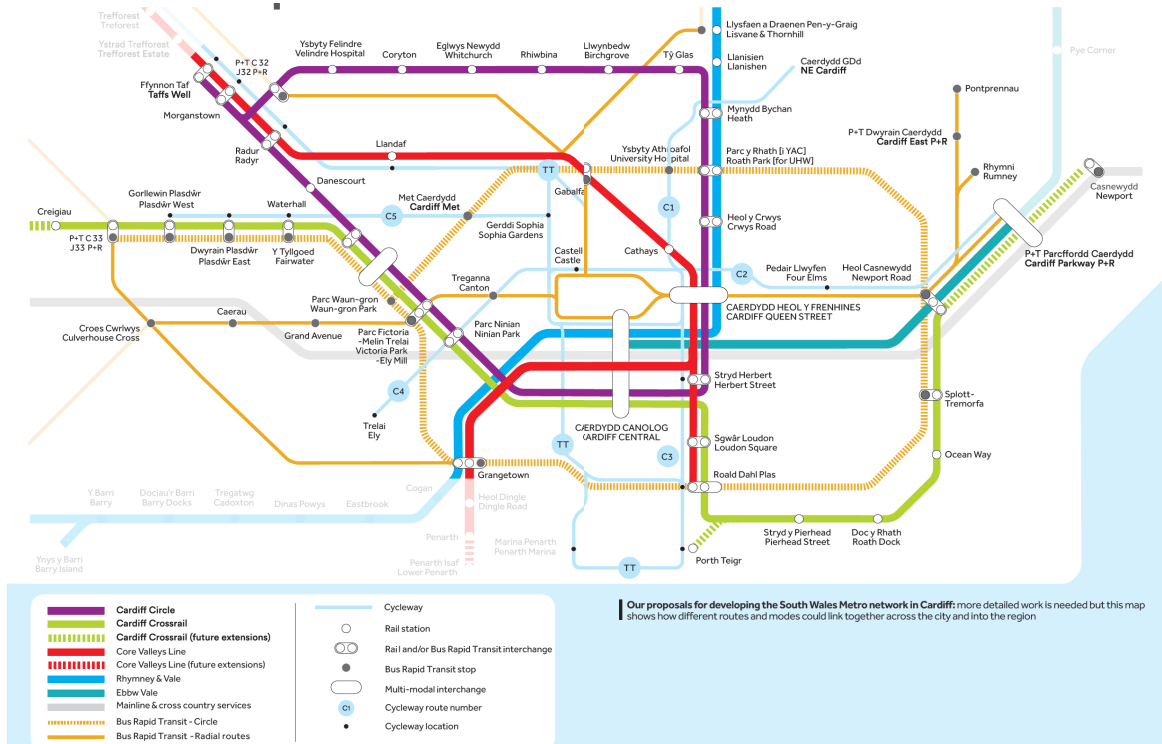 Trefforest
Treforest
Ystrad Trefforest
Trefforest Estate
P+T C 32
J32 P+R
Ffynnon Taf
Taffs Well
Morganstown
Radur
Radyr
Danescourt
Ysbyty Felindre
Velindre Hospital
Coryton
Eglwys Newydd
Whitchurch
Rhiwbina
Llwynbedw
Birchgrove
Tŷ Glas
Llysfaen a Draenen Pen-y-Graig
Lisvane & Thornhill
Llanisien
Llanishen
Caerdydd GDd
NE Cardiff
Mynydd Bychan
Heath
Pye Corner
Pontprennau
P+T Dwyrain Caerdydd
Cardiff East P+R
Rhymni
Rumney
Casnewydd
Newport
Llandaf
Ysbyty Athrofaol
University Hospital
Parc y Rhath [i YAC]
Roath Park [for UHW]
TT
Gabalfa
C1
Met Caerdydd
Cardiff Met
C5
Gerddi Sophia
Sophia Gardens
Heol y Crwys
Crwys Road
Cathays
Castell
Castle
C2
Pedair Llwyfen
Four Elms
Heol Casnewydd
Newport Road
P+T Parcffordd Caerdydd
Cardiff Parkway P+R
Creigiau
Gorllewin Plasdŵr
Plasdŵr West
Waterhall
P+T C 33
J33 P+R
Dwyrain Plasdŵr
Plasdŵr East
Y Tyllgoed
Fairwater
Treganna
Canton
Parc Waun-gron
Waun-gron Park
CAERDYDD HEOL Y FRENHINES
CARDIFF QUEEN STREET
Croes Cwrlwys
Culverhouse Cross
Caerau
Grand Avenue
Parc Fictoria
-Melin Trelai
Victoria Park
-Ely Mill
Parc Ninian
Ninian Park
C4
Trelai
Ely
Stryd Herbert
Herbert Street
CÆRDYDD CANOLOG
CARDIFF CENTRAL
Splott-
Tremorfa
TT
C3
Sgwâr Loudon
Loudon Square
Ocean Way
Grangetown
Roald Dahl Plas
Cogan
Y Barri
Barry
Dociau'r Barri
Barry Docks
Tregatwg
Cadoxton
Dinas Powys
Eastbrook
Heol Dingle
Dingle Road
Penarth
Penarth Isaf
Lower Penarth
Marina Penarth
Penarth Marina
TT
Porth Teigr
Stryd y Pierhead
Pierhead Street
Doc y Rhath
Roath Dock
Ynys y Barri
Barry Island
Cardiff Circle
Cardiff Crossrail
Cardiff Crossrail (future extensions)
Core Valleys Line
Core Valleys Line (future extensions)
Rhymney & Vale
Ebbw Vale
Mainline & cross country services
Bus Rapid Transit - Circle
Bus Rapid Transit - Radial routes
Cycleway
Rail station
Rail and/or Bus Rapid Transit interchange
Bus Rapid Transit stop
Multi-modal interchange
C1
Cycleway route number
Cycleway location
Our proposals for developing the South Wales Metro network in Cardiff: more detailed work is needed but this map
shows how different routes and modes could link together across the city and into the region